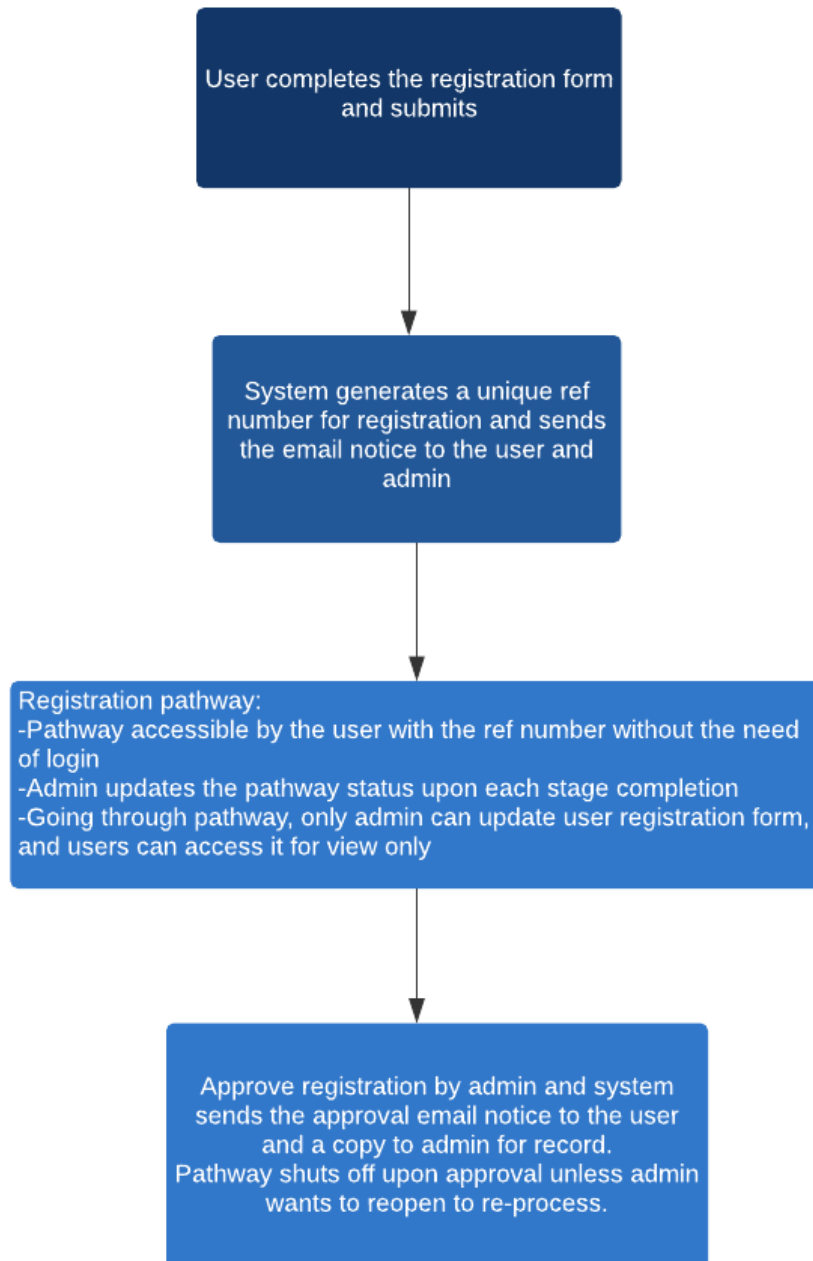 User completes the registration form
and submits
System generates a unique ref
number for registration and sends
the email notice to the user and
admin
Registration pathway:
-Pathway accessible by the user with the ref number without the need
of login
-Admin updates the pathway status upon each stage completion
-Going through pathway, only admin can update user registration form,
and users can access it for view only
Approve registration by admin and system
sends the approval email notice to the user
and a copy to admin for record.
Pathway shuts off upon approval unless admin
wants to reopen to re-process.